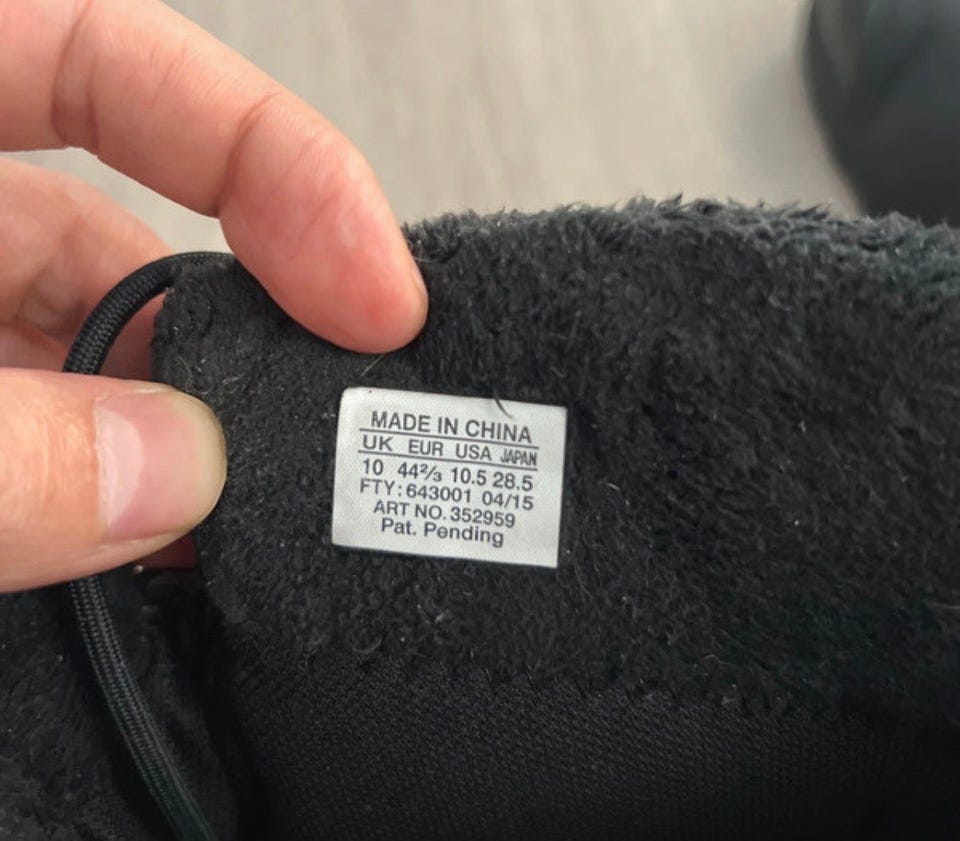 MADE IN CHINA
UK EUR USA JAPAN
10 44²/₃ 10.5 28.5
FTY: 643001 04/15
ART NO. 352959
Pat. Pending